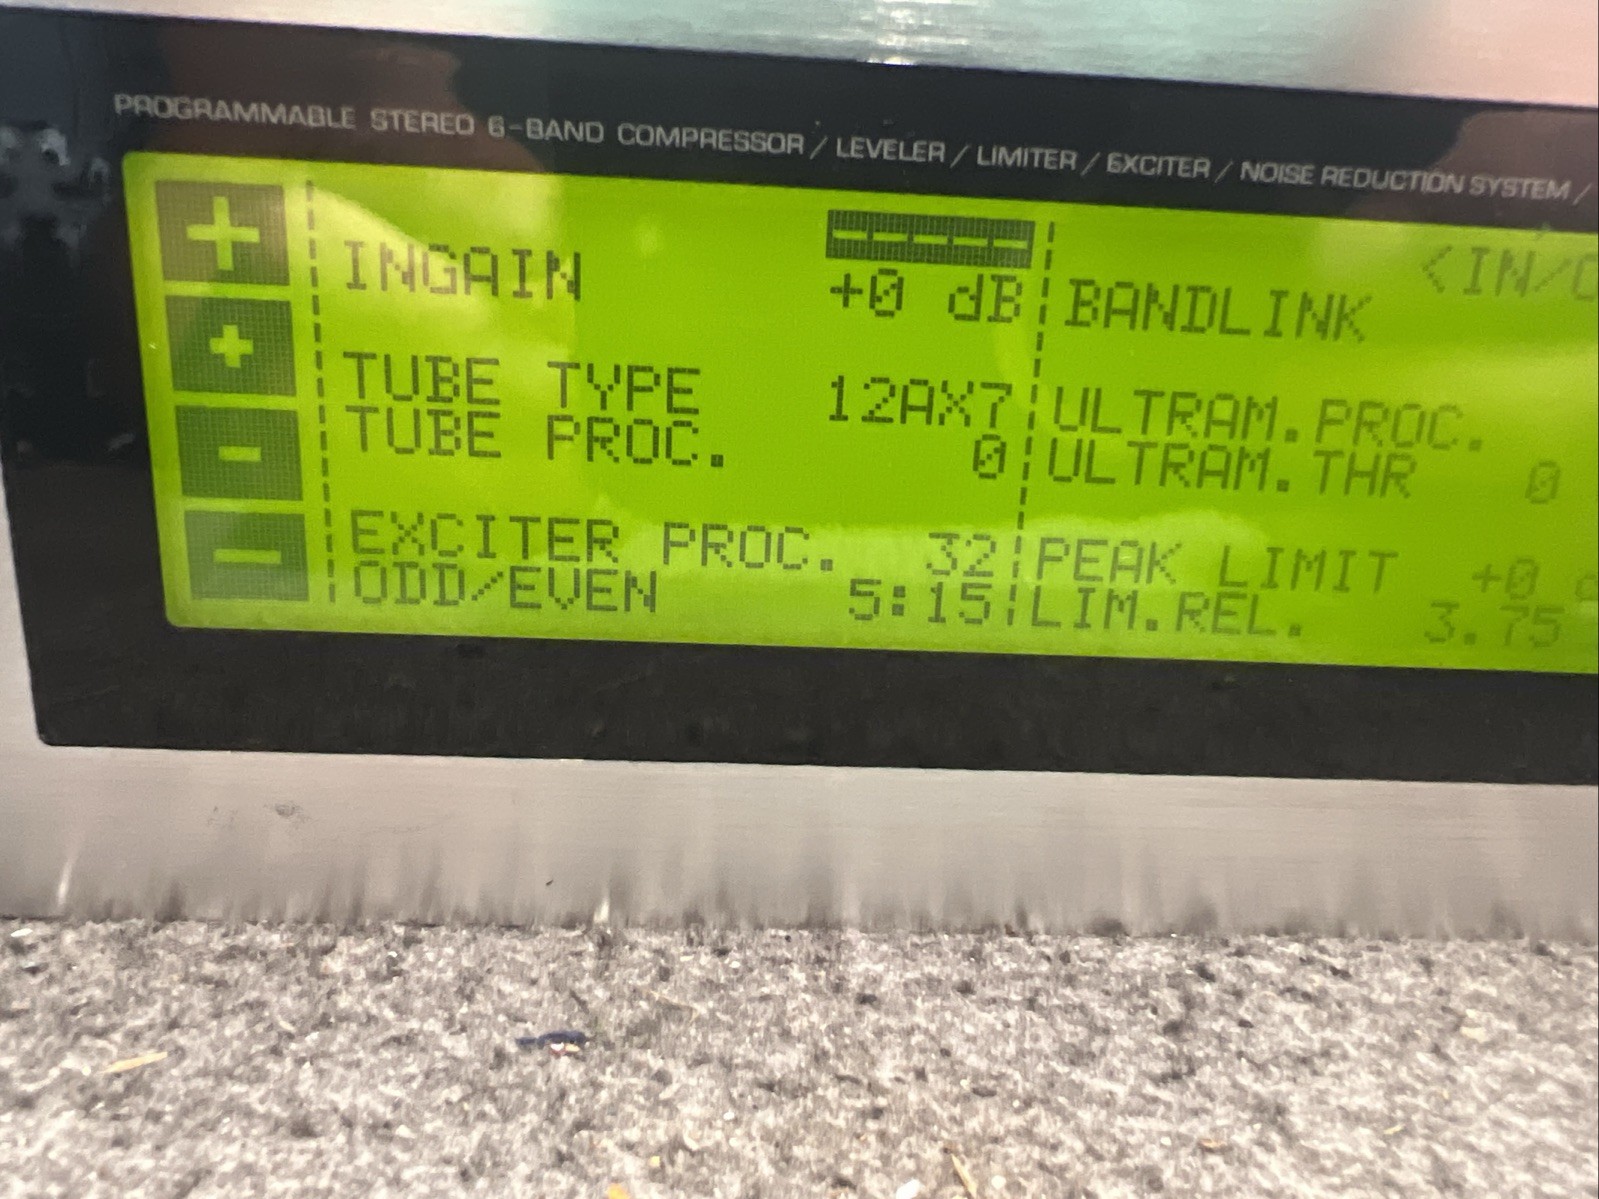 PROGRAMMABLE STEREO 6-BAND COMPRESSOR / LEVELER / LIMITER / EXCITER / NOISE REDUCTION SYSTEM /
+
+
-
-
INGAIN +0 dB
TUBE TYPE 12AX7
TUBE PROC. 0
EXCITER PROC. 32
ODD/EVEN 5:15
<IN/
BANDLINK
ULTRAM.PROC.
ULTRAM.THR 0
PEAK LIMIT +0
LIM.REL. 3.75